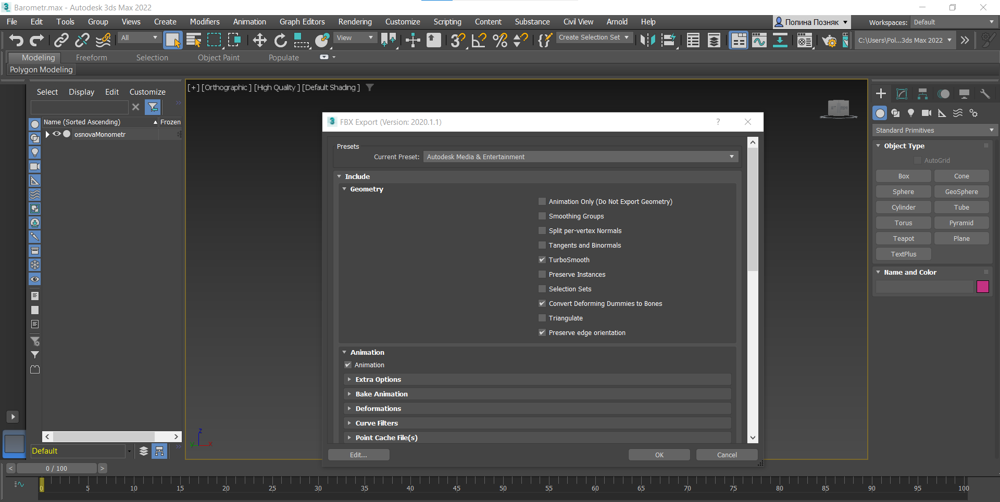 Barometr.max - Autodesk 3ds Max 2022
File Edit Tools Group Views Create Modifiers Animation Graph Editors Rendering Customize Scripting Content Substance Civil View Arnold Help
Полина Позняк
Workspaces: Default
All
View
Create Selection Set
C:\Users\Pol...3ds Max 2022
Modeling Freeform Selection Object Paint Populate
Polygon Modeling
Select Display Edit Customize
Name (Sorted Ascending) Frozen
osnovaMonometr
Default
[+] [Orthographic ] [High Quality ] [Default Shading ]
FBX Export (Version: 2020.1.1)
?
Presets
Current Preset: Autodesk Media & Entertainment
Include
Geometry
Animation Only (Do Not Export Geometry)
Smoothing Groups
Split per-vertex Normals
Tangents and Binormals
TurboSmooth
Preserve Instances
Selection Sets
Convert Deforming Dummies to Bones
Triangulate
Preserve edge orientation
Animation
Animation
Extra Options
Bake Animation
Deformations
Curve Filters
Point Cache File(s)
Edit... OK Cancel
z
y x
Standard Primitives
Object Type
AutoGrid
Box Cone
Sphere GeoSphere
Cylinder Tube
Torus Pyramid
Teapot Plane
TextPlus
Name and Color
< 0 / 100 >
0 5 10 15 20 25 30 35 40 45 50 55 60 65 70 75 80 85 90 95 100